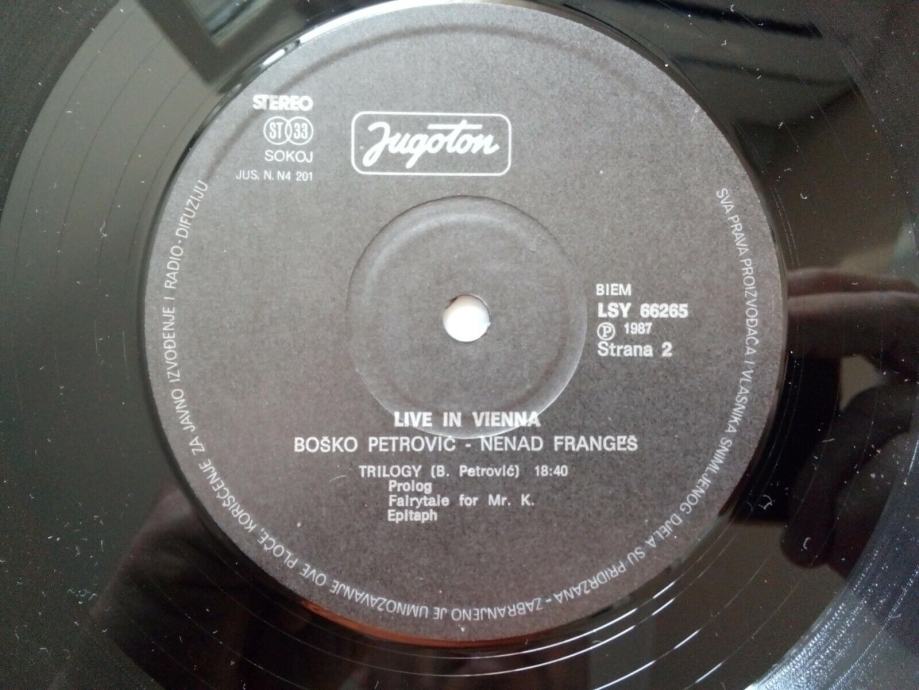 STEREO
ST 33
SOKOJ
JUS. N. N4 201
Jugoton
BIEM
LSY 66265
Ⓟ 1987
Strana 2
LIVE IN VIENNA
BOŠKO PETROVIĆ - NENAD FRANGEŠ
TRILOGY (B. Petrović) 18:40
Prolog
Fairytale for Mr. K.
Epitaph
SVA PRAVA PROIZVOĐAČA I VLASNIKA SNIMLJENOG DJELA SU PRIDRŽANA - ZABRANJENO JE UMNOŽAVANJE OVE PLOČE, KORIŠĆENJE ZA JAVNO IZVOĐENJE I RADIO-DIFUZIJU